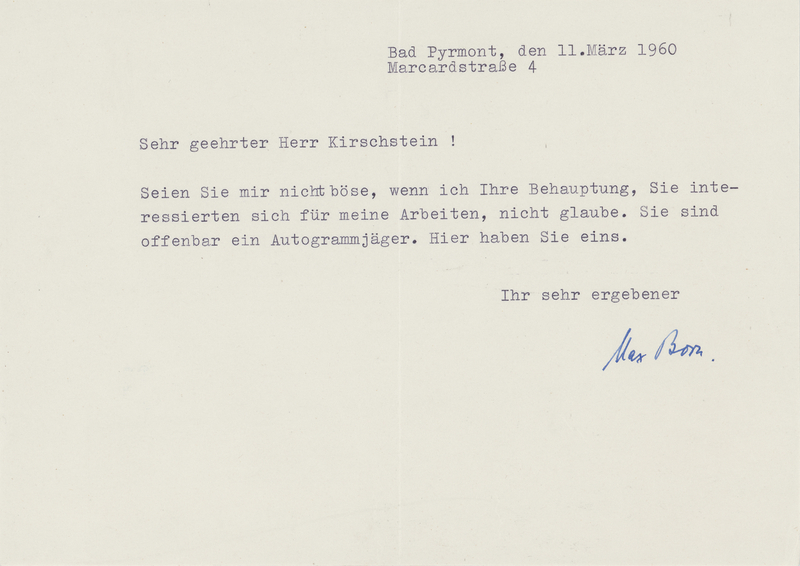 Bad Pyrmont, den 11.März 1960
Marcardstraße 4
Sehr geehrter Herr Kirschstein !
Seien Sie mir nicht böse, wenn ich Ihre Behauptung, Sie inte-
ressierten sich für meine Arbeiten, nicht glaube. Sie sind
offenbar ein Autogrammjäger. Hier haben Sie eins.
Ihr sehr ergebener
Max Born.